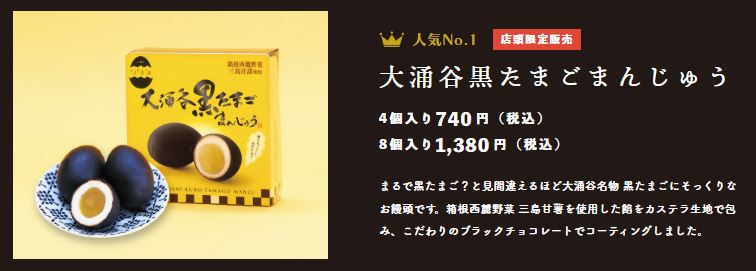 箱根西麓野菜
三島甘藷使用
大涌谷黒たまご
まんじゅう
人気No.1
店頭限定販売
大涌谷黒たまごまんじゅう
4個入り740円（税込）
8個入り1,380円（税込）
まるで黒たまご？と見間違えるほど大涌谷名物 黒たまごにそっくりな
お饅頭です。箱根西麓野菜 三島甘薯を使用した餡をカステラ生地で包
み、こだわりのブラックチョコレートでコーティングしました。